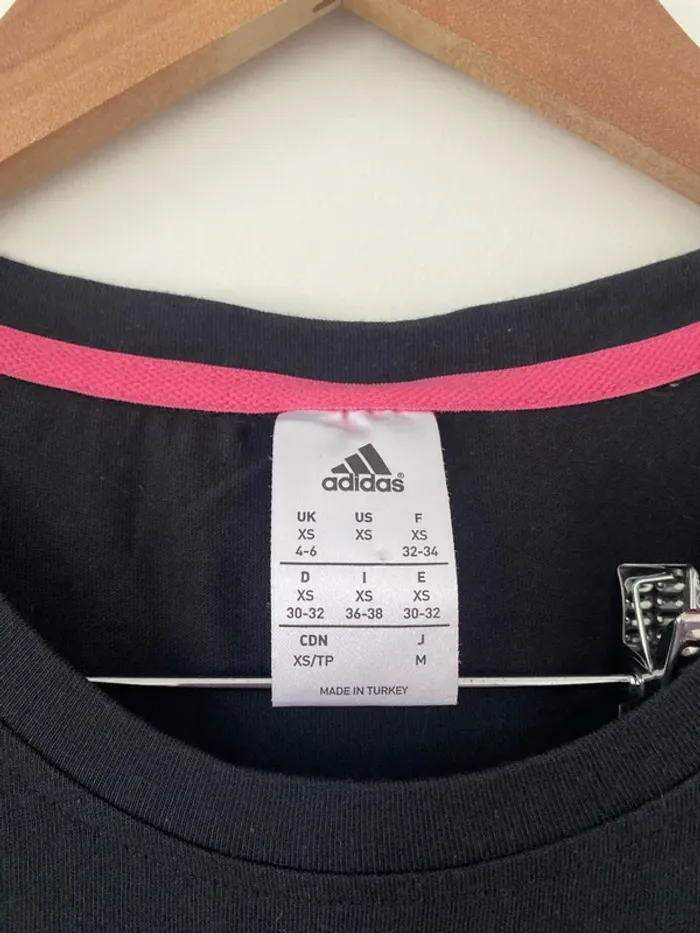 adidas®
UK US F
XS XS XS
4-6 32-34
D I E
XS XS XS
30-32 36-38 30-32
CDN J
XS/TP M
MADE IN TURKEY